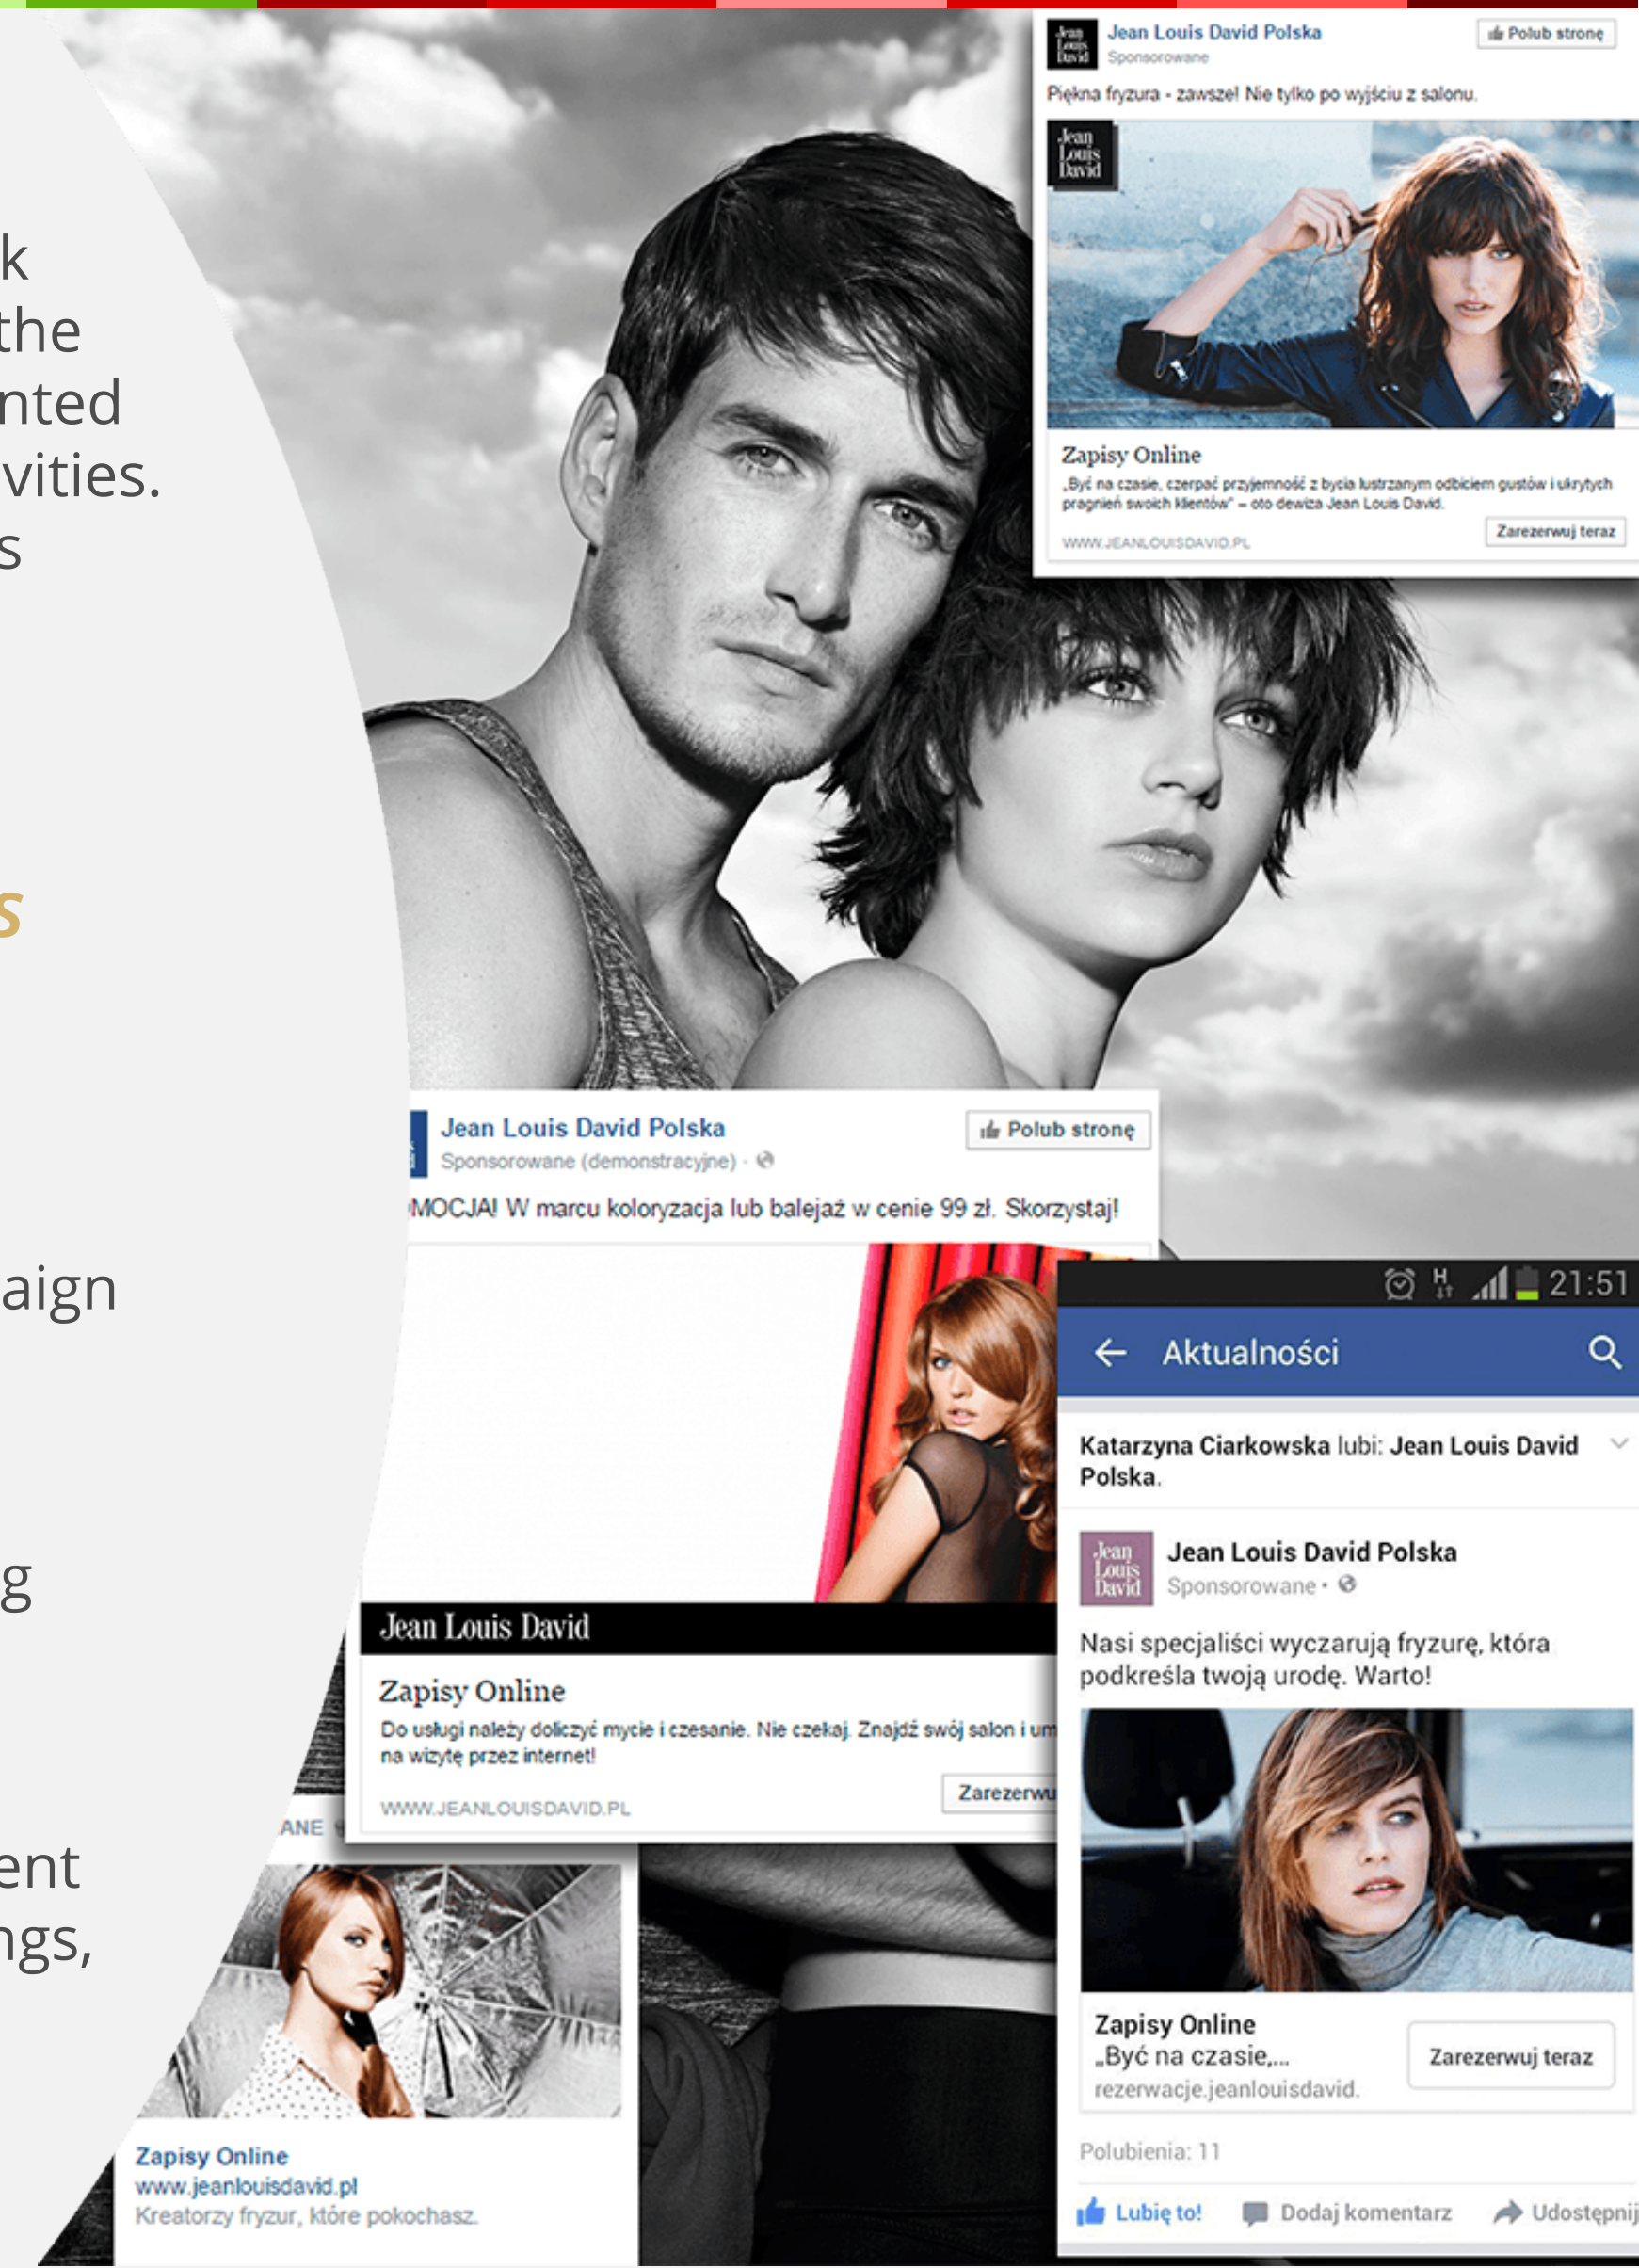 k
the
nted
vities.
s
s
aign
g
ent
ngs,
Jean
Louis
David
Jean Louis David Polska
Sponsorowane
Polub stronę
Piękna fryzura - zawsze! Nie tylko po wyjściu z salonu.
Jean
Louis
David
Zapisy Online
„Być na czasie, czerpać przyjemność z bycia lustrzanym odbiciem gustów i ukrytych
pragnień swoich klientów” – oto dewiza Jean Louis David.
WWW.JEANLOUISDAVID.PL
Zarezerwuj teraz
Jean Louis David Polska
Sponsorowane (demonstracyjne) ·
Polub stronę
MOCJA! W marcu koloryzacja lub balejaż w cenie 99 zł. Skorzystaj!
Jean Louis David
Zapisy Online
Do usługi należy doliczyć mycie i czesanie. Nie czekaj. Znajdź swój salon i um
na wizytę przez internet!
WWW.JEANLOUISDAVID.PL
Zarezerwu
ANE
Zapisy Online
www.jeanlouisdavid.pl
Kreatorzy fryzur, które pokochasz.
H 21:51
Aktualności
Katarzyna Ciarkowska lubi: Jean Louis David
Polska.
Jean
Louis
David
Jean Louis David Polska
Sponsorowane ·
Nasi specjaliści wyczarują fryzurę, która
podkreśla twoją urodę. Warto!
Zapisy Online
„Być na czasie,...
rezerwacje.jeanlouisdavid.
Zarezerwuj teraz
Polubienia: 11
Lubię to! Dodaj komentarz Udostępnij